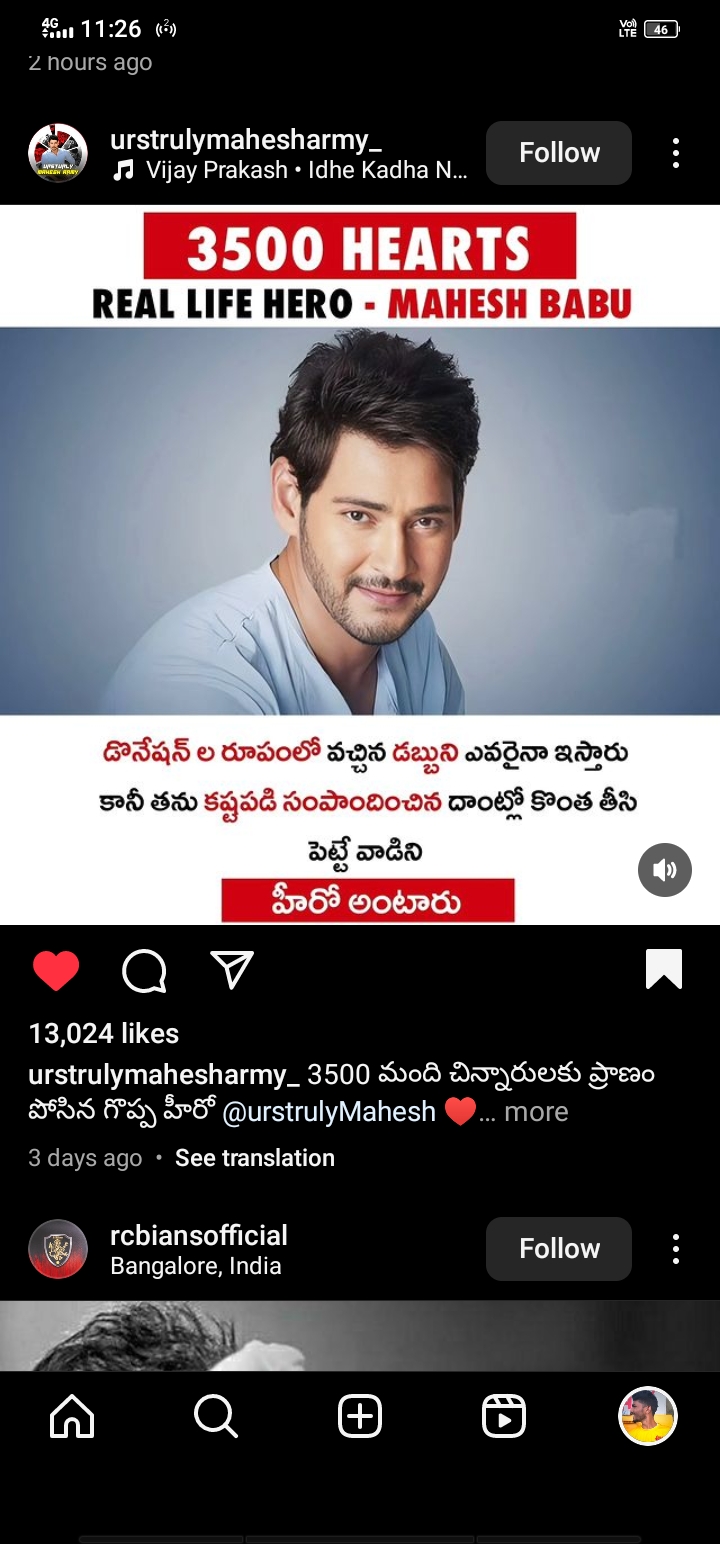 4G 11:26 Vo)) LTE 46
2 hours ago
urstrulymahesharmy_
Vijay Prakash • Idhe Kadha N...
Follow
3500 HEARTS
REAL LIFE HERO - MAHESH BABU
డొనేషన్ ల రూపంలో వచ్చిన డబ్బుని ఎవరైనా ఇస్తారు
కానీ తను కష్టపడి సంపాందించిన దాంట్లో కొంత తీసి
పెట్టే వాడిని
హీరో అంటారు
13,024 likes
urstrulymahesharmy_ 3500 మంది చిన్నారులకు ప్రాణం
పోసిన గొప్ప హీరో @urstrulyMahesh ❤️... more
3 days ago • See translation
rcbiansofficial
Bangalore, India
Follow